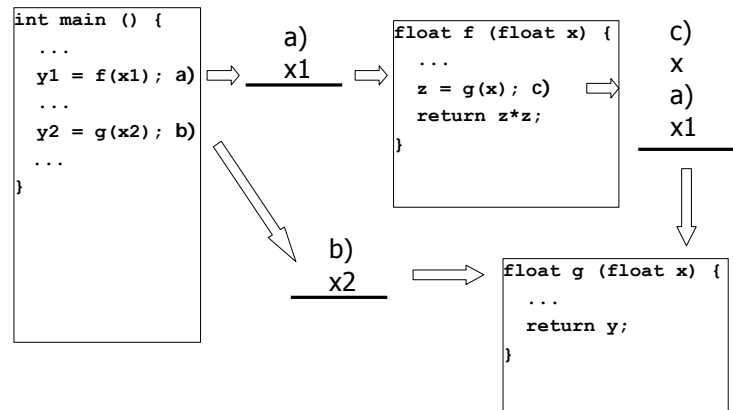 int main () {
...
y1 = f(x1); a)
...
y2 = g(x2); b)
...
}
a)
x1
float f (float x) {
...
z = g(x); c)
return z*z;
}
c)
x
a)
x1
b)
x2
float g (float x) {
...
return y;
}